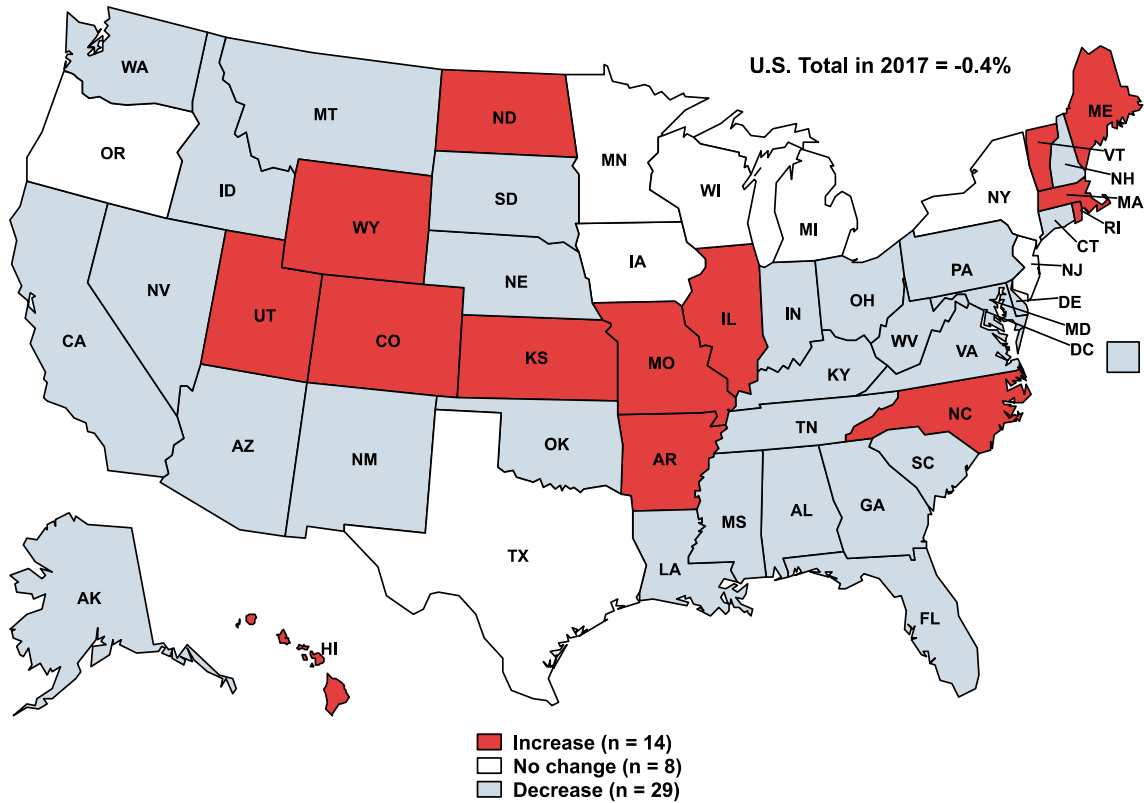 U.S. Total in 2017 = -0.4%
WA
MT
ND
MN
ME
VT
NH
OR
ID
SD
WI
NY
MA
WY
MI
RI
CT
IA
PA
NJ
NE
NV
UT
CO
IL
IN
OH
DE
MD
CA
KS
MO
WV
VA
DC
KY
NC
AZ
NM
OK
TN
AR
SC
MS
AL
GA
TX
LA
AK
FL
HI
Increase (n = 14)
No change (n = 8)
Decrease (n = 29)